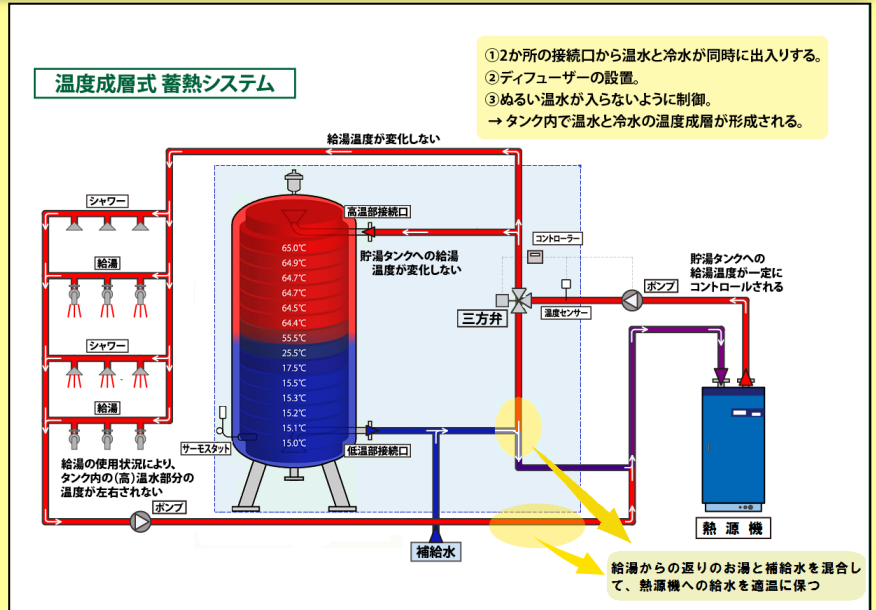 温度成層式 蓄熱システム
①2か所の接続口から温水と冷水が同時に出入りする。
②ディフューザーの設置。
③ぬるい温水が入らないように制御。
→ タンク内で温水と冷水の温度成層が形成される。
給湯温度が変化しない
シャワー
高温部接続口
コントローラー
貯湯タンクへの給湯
温度が変化しない
貯湯タンクへの
給湯温度が一定に
コントロールされる
給湯
ポンプ
三方弁
温度センサー
65.0℃
64.9℃
64.7℃
64.7℃
64.5℃
64.4℃
55.5℃
25.5℃
17.5℃
15.5℃
15.3℃
15.2℃
15.1℃
15.0℃
シャワー
給湯
サーモスタット
低温部接続口
給湯の使用状況により、
タンク内の(高)温水部分の
温度が左右されない
ポンプ
熱源機
補給水
給湯からの返りのお湯と補給水を混合し
て、熱源機への給水を適温に保つ